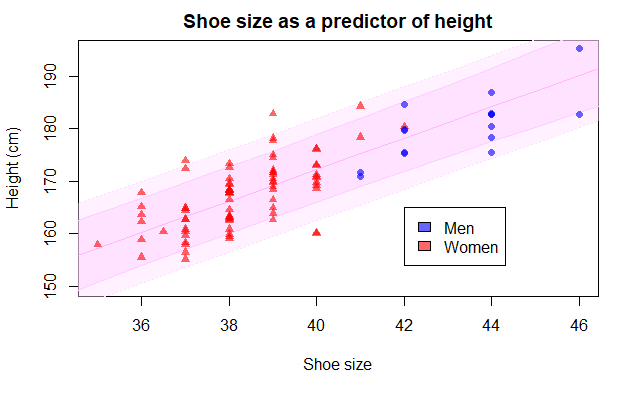 Shoe size as a predictor of height
Height (cm)
190
180
170
160
150
Men
Women
36
38
40
42
44
46
Shoe size